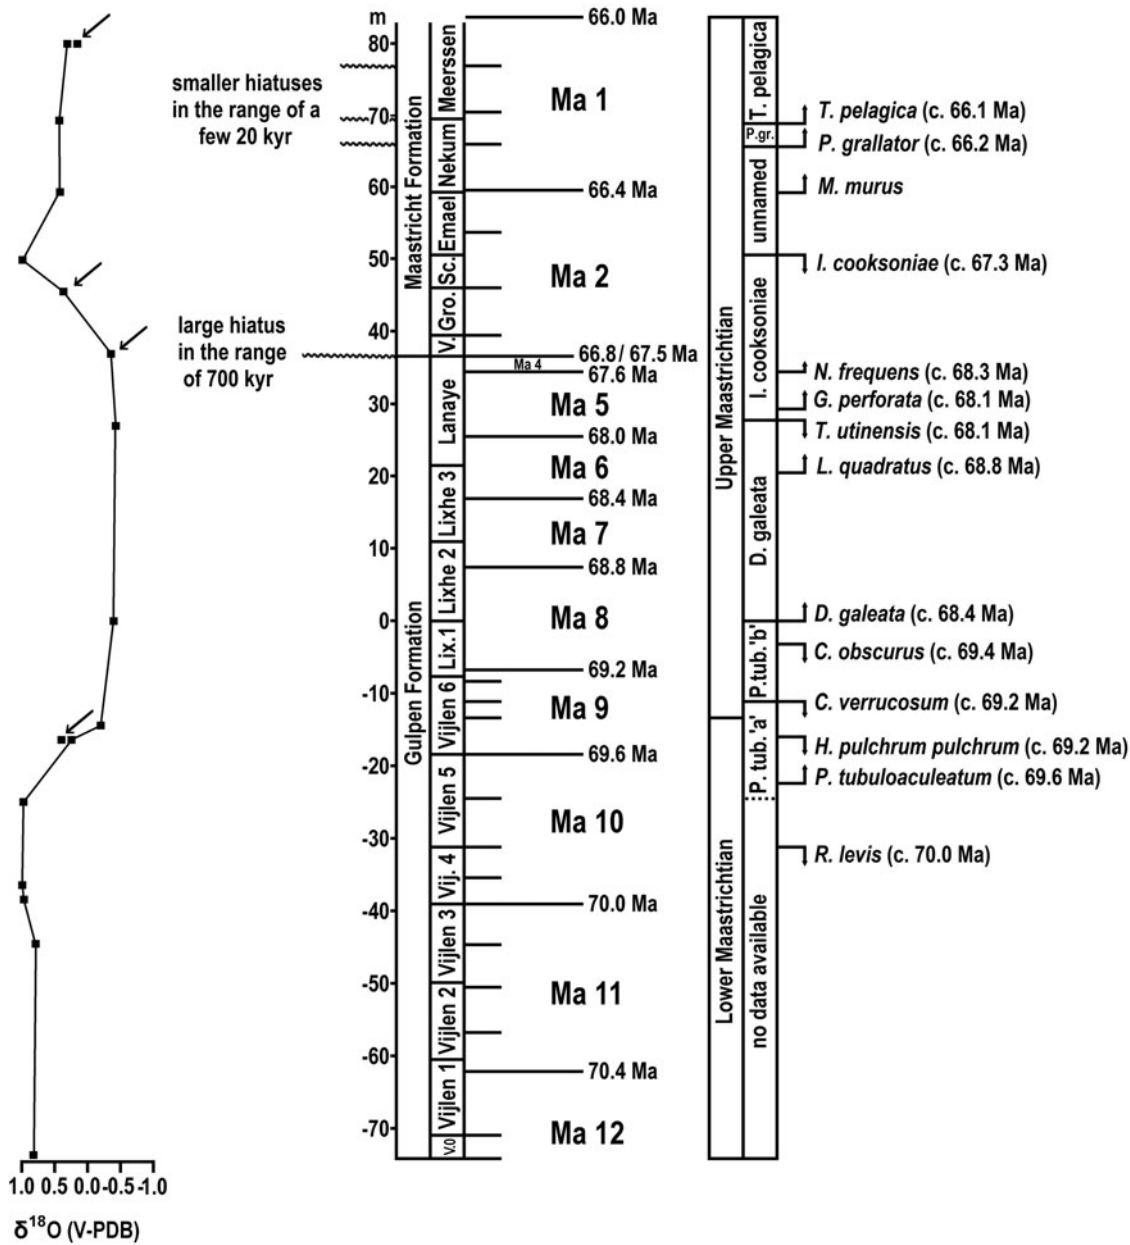 m
80
70
60
50
40
30
20
10
0
-10
-20
-30
-40
-50
-60
-70
smaller hiatuses
in the range of a
few 20 kyr
large hiatus
in the range
of 700 kyr
1.0 0.5 0.0 -0.5 -1.0
δ18O (V-PDB)
Maastricht Formation
Gulpen Formation
Meerssen
Nekum
Emael
Sc.
Gro.
V.
Lanaye
Lixhe 3
Lixhe 2
Lix.1
Vijlen 6
Vijlen 5
Vij. 4
Vijlen 3
Vijlen 2
Vijlen 1
V.0
66.0 Ma
Ma 1
66.4 Ma
Ma 2
66.8/ 67.5 Ma
Ma 4
67.6 Ma
Ma 5
68.0 Ma
Ma 6
68.4 Ma
Ma 7
68.8 Ma
Ma 8
69.2 Ma
Ma 9
69.6 Ma
Ma 10
70.0 Ma
Ma 11
70.4 Ma
Ma 12
Upper Maastrichtian
Lower Maastrichtian
T. pelagica
P.gr.
unnamed
I. cooksoniae
D. galeata
P.tub.'b'
P. tub.'a'
no data available
T. pelagica (c. 66.1 Ma)
P. grallator (c. 66.2 Ma)
M. murus
I. cooksoniae (c. 67.3 Ma)
N. frequens (c. 68.3 Ma)
G. perforata (c. 68.1 Ma)
T. utinensis (c. 68.1 Ma)
L. quadratus (c. 68.8 Ma)
D. galeata (c. 68.4 Ma)
C. obscurus (c. 69.4 Ma)
C. verrucosum (c. 69.2 Ma)
H. pulchrum pulchrum (c. 69.2 Ma)
P. tubuloaculeatum (c. 69.6 Ma)
R. levis (c. 70.0 Ma)